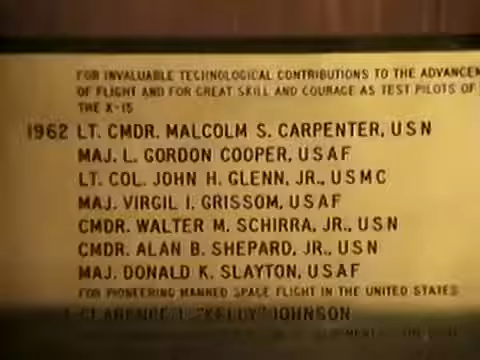 FOR INVALUABLE TECHNOLOGICAL CONTRIBUTIONS TO THE ADVANCEM
OF FLIGHT AND FOR GREAT SKILL AND COURAGE AS TEST PILOTS OF
THE X-15
1962 LT. CMDR. MALCOLM S. CARPENTER, USN
MAJ. L. GORDON COOPER, USAF
LT. COL. JOHN H. GLENN, JR., USMC
MAJ. VIRGIL I. GRISSOM, USAF
CMDR. WALTER M. SCHIRRA, JR., USN
CMDR. ALAN B. SHEPARD, JR., USN
MAJ. DONALD K. SLAYTON, USAF
FOR PIONEERING MANNED SPACE FLIGHT IN THE UNITED STATES
CLARENCE L. "KELLY" JOHNSON